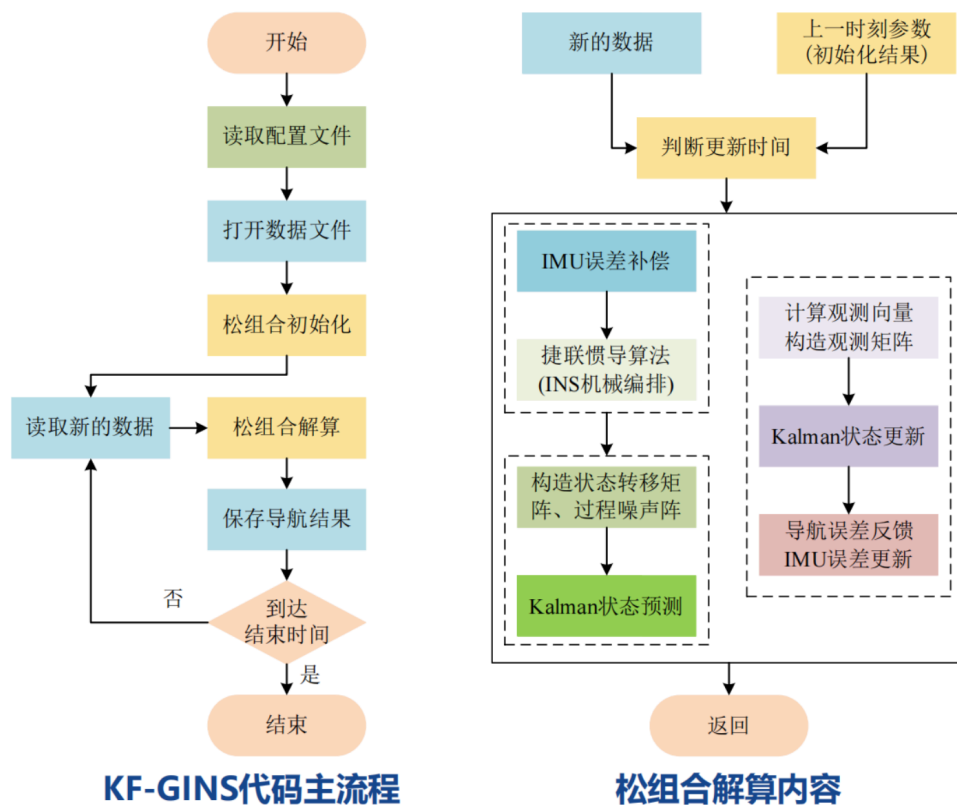 开始
读取配置文件
打开数据文件
松组合初始化
读取新的数据
松组合解算
保存导航结果
否
到达
结束时间
是
结束
KF-GINS代码主流程
新的数据
上一时刻参数
(初始化结果)
判断更新时间
IMU误差补偿
捷联惯导算法
(INS机械编排)
构造状态转移矩
阵、过程噪声阵
Kalman状态预测
计算观测向量
构造观测矩阵
Kalman状态更新
导航误差反馈
IMU误差更新
返回
松组合解算内容